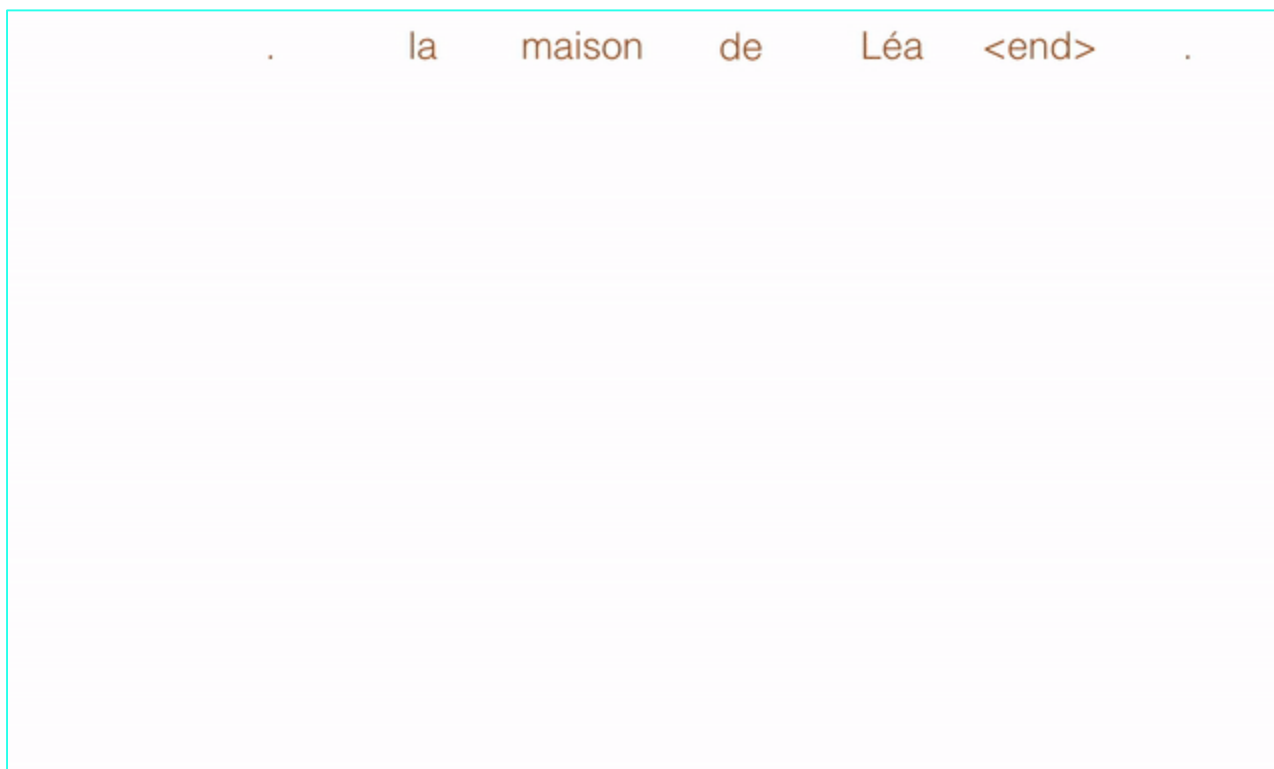 . la maison de Léa <end> .